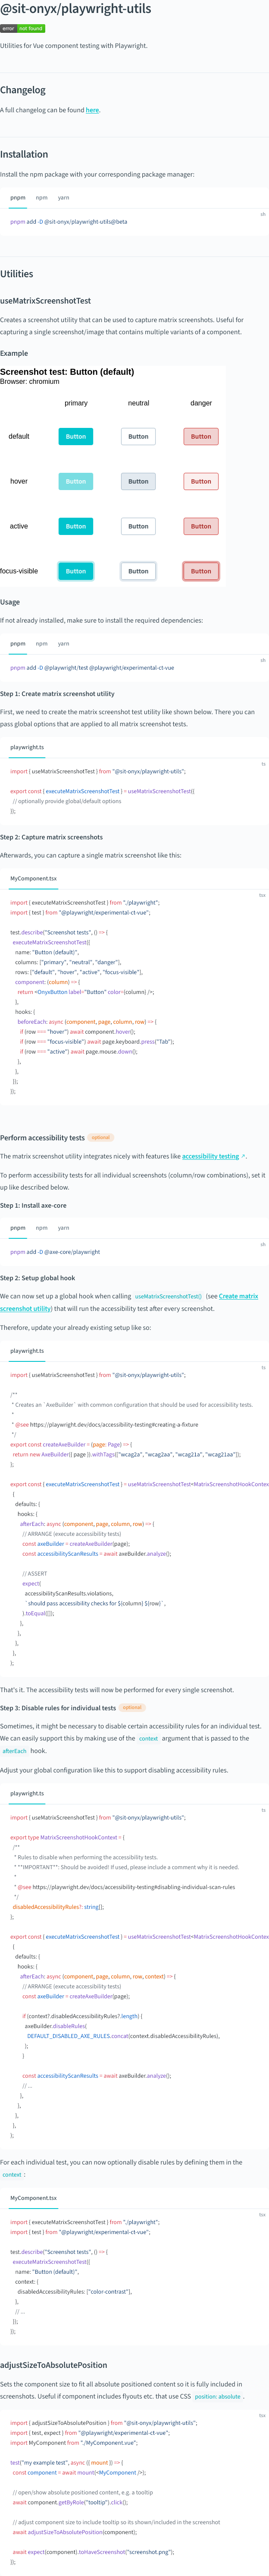 @sit-onyx/playwright-utils
error not found
Utilities for Vue component testing with Playwright.
Changelog
A full changelog can be found here.
Installation
Install the npm package with your corresponding package manager:
pnpm npm yarn
sh
pnpm add -D @sit-onyx/playwright-utils@beta
Utilities
useMatrixScreenshotTest
Creates a screenshot utility that can be used to capture matrix screenshots. Useful for
capturing a single screenshot/image that contains multiple variants of a component.
Example
Screenshot test: Button (default)
Browser: chromium
primary neutral danger
default Button Button Button
hover Button Button Button
active Button Button Button
focus-visible Button Button Button
Usage
If not already installed, make sure to install the required dependencies:
pnpm npm yarn
sh
pnpm add -D @playwright/test @playwright/experimental-ct-vue
Step 1: Create matrix screenshot utility
First, we need to create the matrix screenshot test utility like shown below. There you can
pass global options that are applied to all matrix screenshot tests.
playwright.ts
ts
import { useMatrixScreenshotTest } from "@sit-onyx/playwright-utils";
export const { executeMatrixScreenshotTest } = useMatrixScreenshotTest({
// optionally provide global/default options
});
Step 2: Capture matrix screenshots
Afterwards, you can capture a single matrix screenshot like this:
MyComponent.tsx
tsx
import { executeMatrixScreenshotTest } from "./playwright";
import { test } from "@playwright/experimental-ct-vue";
test.describe("Screenshot tests", () => {
executeMatrixScreenshotTest({
name: "Button (default)",
columns: ["primary", "neutral", "danger"],
rows: ["default", "hover", "active", "focus-visible"],
component: (column) => {
return <OnyxButton label="Button" color={column} />;
},
hooks: {
beforeEach: async (component, page, column, row) => {
if (row === "hover") await component.hover();
if (row === "focus-visible") await page.keyboard.press("Tab");
if (row === "active") await page.mouse.down();
},
},
});
});
Perform accessibility tests optional
The matrix screenshot utility integrates nicely with features like accessibility testing ↗.
To perform accessibility tests for all individual screenshots (column/row combinations), set it
up like described below.
Step 1: Install axe-core
pnpm npm yarn
sh
pnpm add -D @axe-core/playwright
Step 2: Setup global hook
We can now set up a global hook when calling useMatrixScreenshotTest() (see Create matrix
screenshot utility) that will run the accessibility test after every screenshot.
Therefore, update your already existing setup like so:
playwright.ts
ts
import { useMatrixScreenshotTest } from "@sit-onyx/playwright-utils";
/**
* Creates an `AxeBuilder` with common configuration that should be used for accessibility tests.
*
* @see https://playwright.dev/docs/accessibility-testing#creating-a-fixture
*/
export const createAxeBuilder = (page: Page) => {
return new AxeBuilder({ page }).withTags(["wcag2a", "wcag2aa", "wcag21a", "wcag21aa"]);
};
export const { executeMatrixScreenshotTest } = useMatrixScreenshotTest<MatrixScreenshotHookContex
{
defaults: {
hooks: {
afterEach: async (component, page, column, row) => {
// ARRANGE (execute accessibility tests)
const axeBuilder = createAxeBuilder(page);
const accessibilityScanResults = await axeBuilder.analyze();
// ASSERT
expect(
accessibilityScanResults.violations,
`should pass accessibility checks for ${column} ${row}`,
).toEqual([]);
},
},
},
);
That's it. The accessibility tests will now be performed for every single screenshot.
Step 3: Disable rules for individual tests optional
Sometimes, it might be necessary to disable certain accessibility rules for an individual test.
We can easily support this by making use of the context argument that is passed to the
afterEach hook.
Adjust your global configuration like this to support disabling accessibility rules.
playwright.ts
ts
import { useMatrixScreenshotTest } from "@sit-onyx/playwright-utils";
export type MatrixScreenshotHookContext = {
/**
* Rules to disable when performing the accessibility tests.
* **IMPORTANT**: Should be avoided! If used, please include a comment why it is needed.
*
* @see https://playwright.dev/docs/accessibility-testing#disabling-individual-scan-rules
*/
disabledAccessibilityRules?: string[];
};
export const { executeMatrixScreenshotTest } = useMatrixScreenshotTest<MatrixScreenshotHookContex
{
defaults: {
hooks: {
afterEach: async (component, page, column, row, context) => {
// ARRANGE (execute accessibility tests)
const axeBuilder = createAxeBuilder(page);
if (context?.disabledAccessibilityRules?.length) {
axeBuilder.disableRules(
DEFAULT_DISABLED_AXE_RULES.concat(context.disabledAccessibilityRules),
);
}
const accessibilityScanResults = await axeBuilder.analyze();
// ...
},
},
},
);
For each individual test, you can now optionally disable rules by defining them in the
context :
MyComponent.tsx
tsx
import { executeMatrixScreenshotTest } from "./playwright";
import { test } from "@playwright/experimental-ct-vue";
test.describe("Screenshot tests", () => {
executeMatrixScreenshotTest({
name: "Button (default)",
context: {
disabledAccessibilityRules: ["color-contrast"],
},
// ...
});
});
adjustSizeToAbsolutePosition
Sets the component size to fit all absolute positioned content so it is fully included in
screenshots. Useful if component includes flyouts etc. that use CSS position: absolute .
tsx
import { adjustSizeToAbsolutePosition } from "@sit-onyx/playwright-utils";
import { test, expect } from "@playwright/experimental-ct-vue";
import MyComponent from "./MyComponent.vue";
test("my example test", async ({ mount }) => {
const component = await mount(<MyComponent />);
// open/show absolute positioned content, e.g. a tooltip
await component.getByRole("tooltip").click();
// adjust component size to include tooltip so its shown/included in the screenshot
await adjustSizeToAbsolutePosition(component);
await expect(component).toHaveScreenshot("screenshot.png");
});